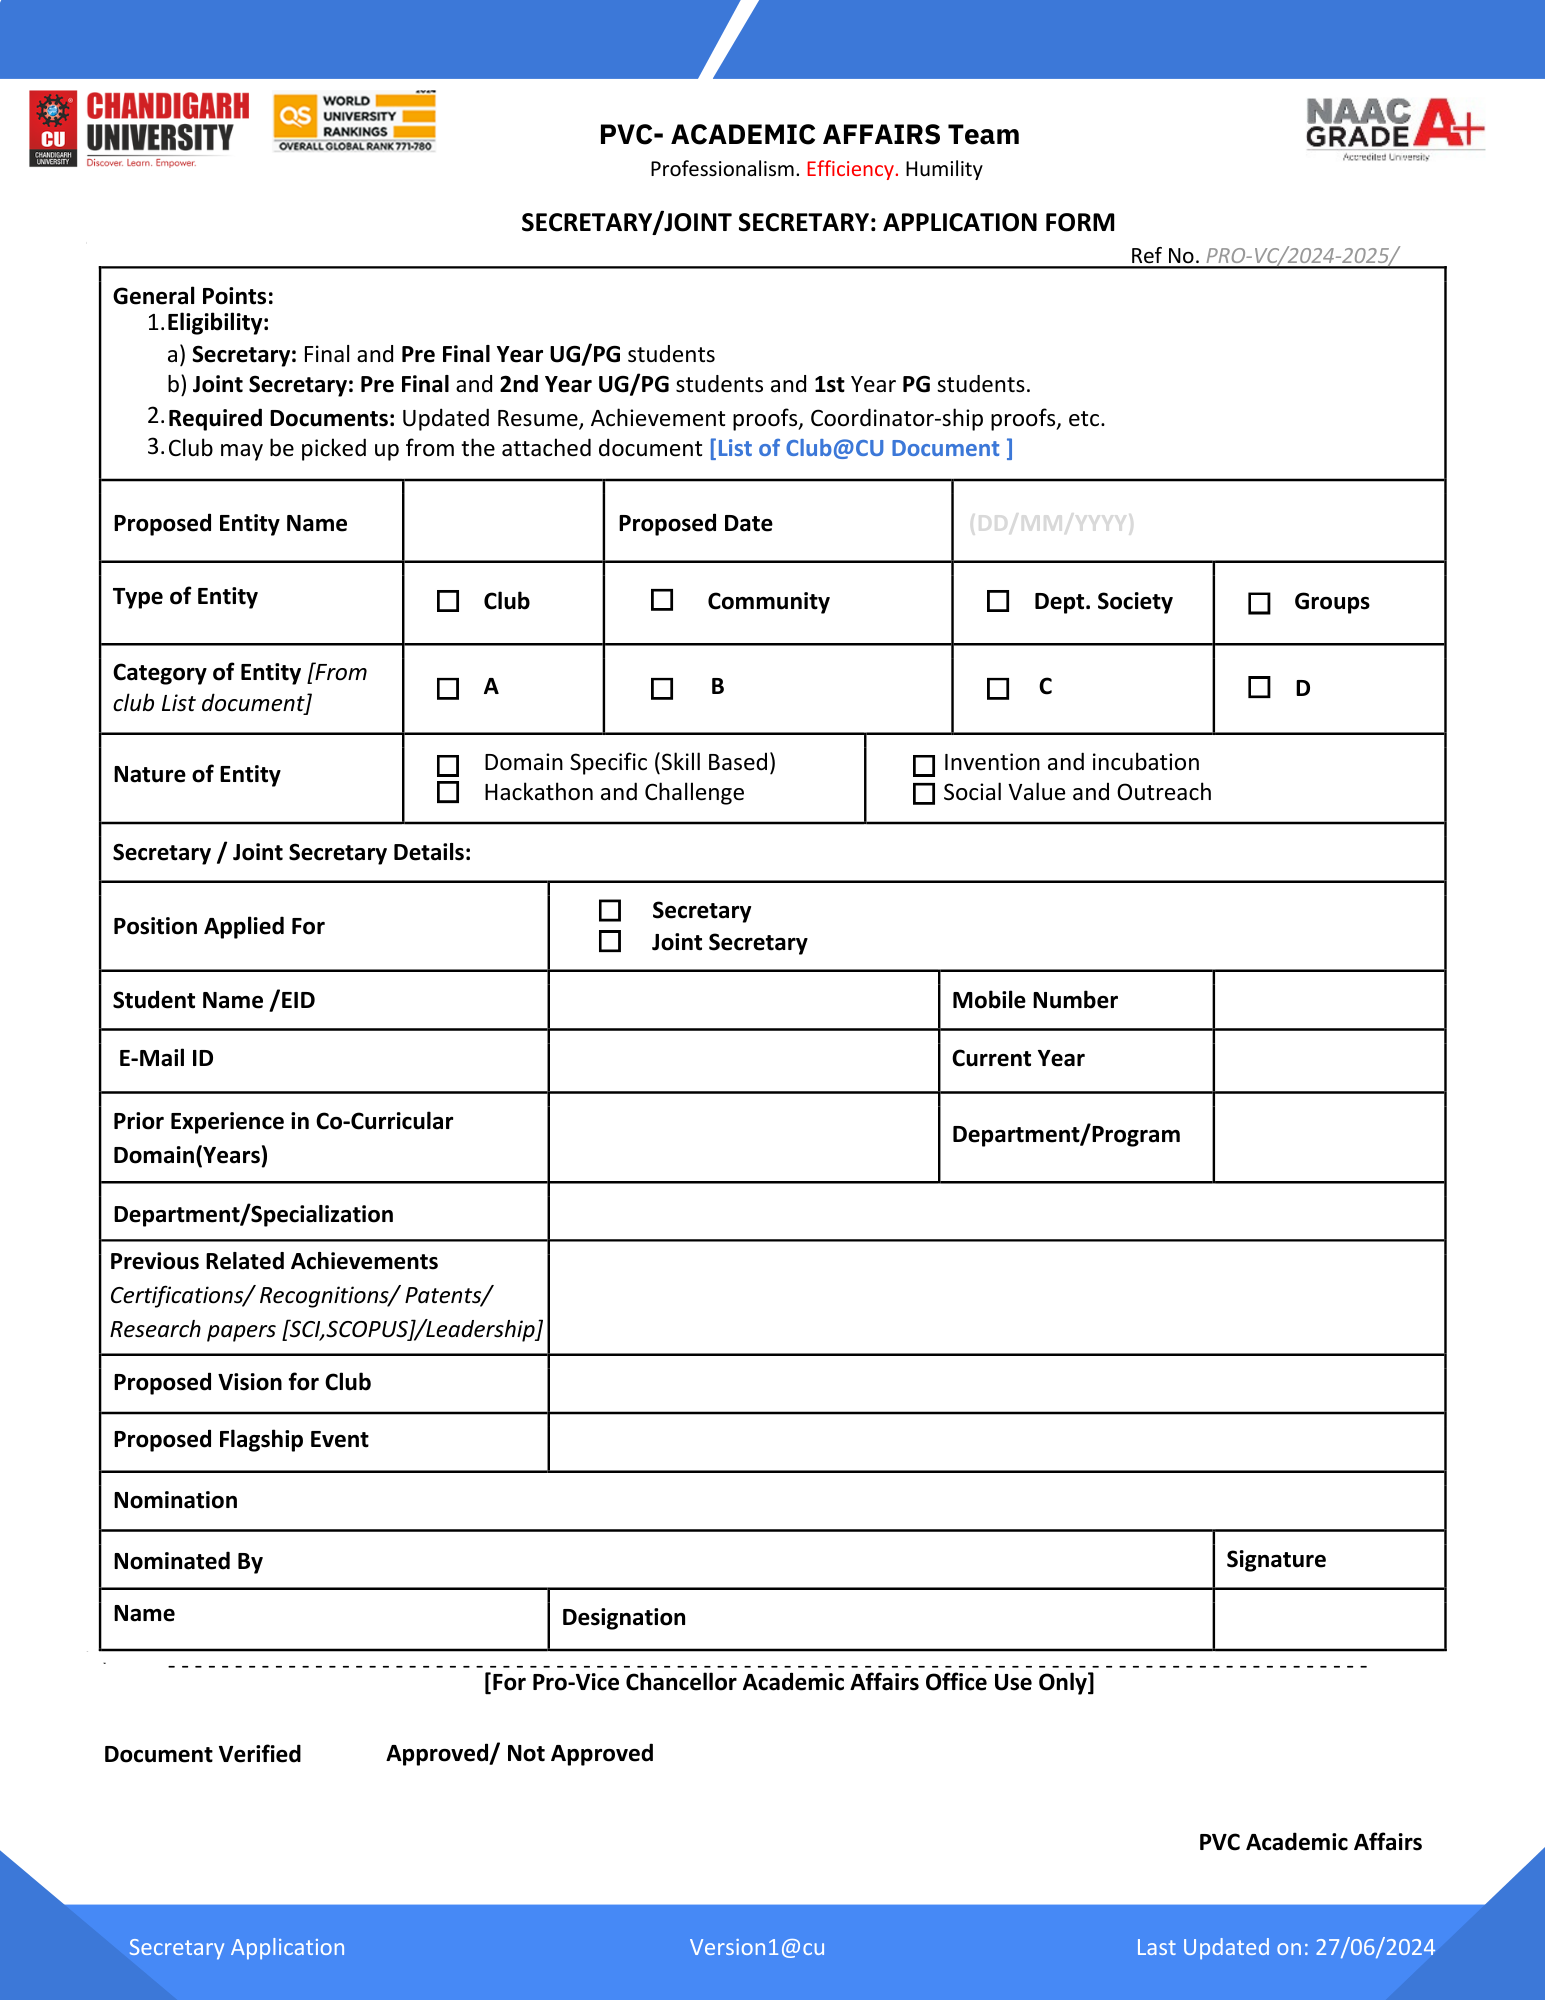 CHANDIGARH
UNIVERSITY
Discover. Learn. Empower.
CU
CHANDIGARH
UNIVERSITY
QS
WORLD
UNIVERSITY
RANKINGS
OVERALL GLOBAL RANK 771-780
PVC- ACADEMIC AFFAIRS Team
Professionalism. Efficiency. Humility
NAAC
GRADE A+
Accredited University
SECRETARY/JOINT SECRETARY: APPLICATION FORM
Ref No. PRO-VC/2024-2025/
General Points:
1. Eligibility:
a) Secretary: Final and Pre Final Year UG/PG students
b) Joint Secretary: Pre Final and 2nd Year UG/PG students and 1st Year PG students.
2. Required Documents: Updated Resume, Achievement proofs, Coordinator-ship proofs, etc.
3. Club may be picked up from the attached document [List of Club@CU Document ]
Proposed Entity Name Proposed Date (DD/MM/YYYY)
Type of Entity ☐ Club ☐ Community ☐ Dept. Society ☐ Groups
Category of Entity [From
club List document] ☐ A ☐ B ☐ C ☐ D
Nature of Entity
☐ Domain Specific (Skill Based) ☐ Invention and incubation
☐ Hackathon and Challenge ☐ Social Value and Outreach
Secretary / Joint Secretary Details:
Position Applied For
☐ Secretary
☐ Joint Secretary
Student Name /EID Mobile Number
E-Mail ID Current Year
Prior Experience in Co-Curricular
Domain(Years)
Department/Program
Department/Specialization
Previous Related Achievements
Certifications/ Recognitions/ Patents/
Research papers [SCI,SCOPUS]/Leadership]
Proposed Vision for Club
Proposed Flagship Event
Nomination
Nominated By Signature
Name Designation
[For Pro-Vice Chancellor Academic Affairs Office Use Only]
Document Verified Approved/ Not Approved
PVC Academic Affairs
Secretary Application Version1@cu Last Updated on: 27/06/2024